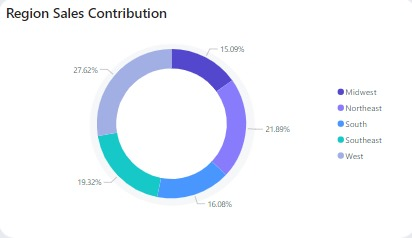 Region Sales Contribution
15.09%
27.62%
Midwest
Northeast
21.89%
South
Southeast
West
19.32%
16.08%